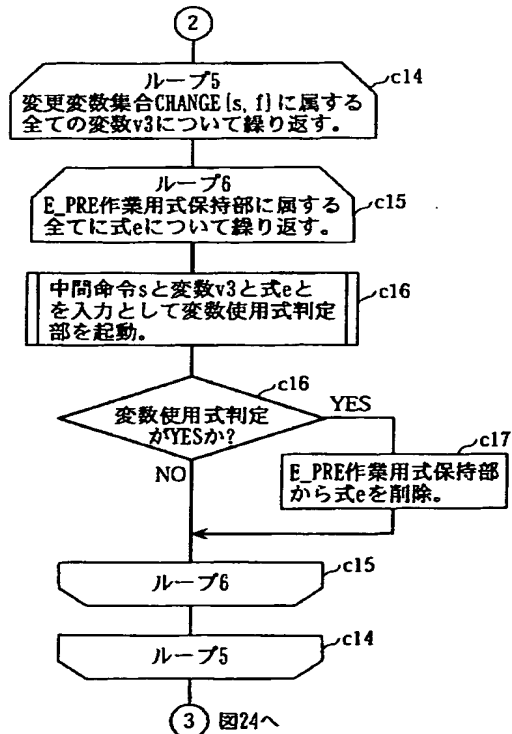 2
ループ5
c14
変更変数集合CHANGE{s,f}に属する
全ての変数v3について繰り返す。
ループ6
E_PRE作業用式保持部に属する
c15
全てに式eについて繰り返す。
中間命令sと変数v3と式eと
c16
を入力として変数使用式判定
部を起動。
c16
変数使用式判定
がYESか?
YES
NO
c17
E_PRE作業用式保持部
から式eを削除。
ループ6
c15
ループ5
c14
3 図24へ